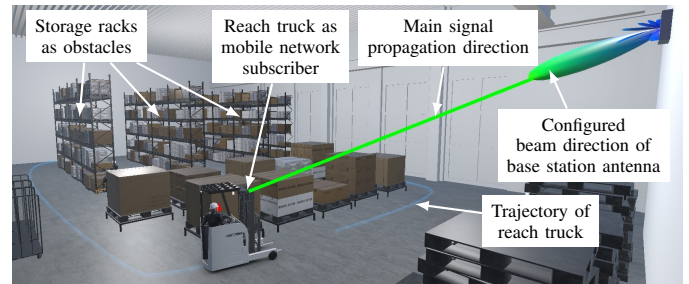 Storage racks
as obstacles
Reach truck as
mobile network
subscriber
Main signal
propagation direction
Configured
beam direction of
base station antenna
Trajectory of
reach truck